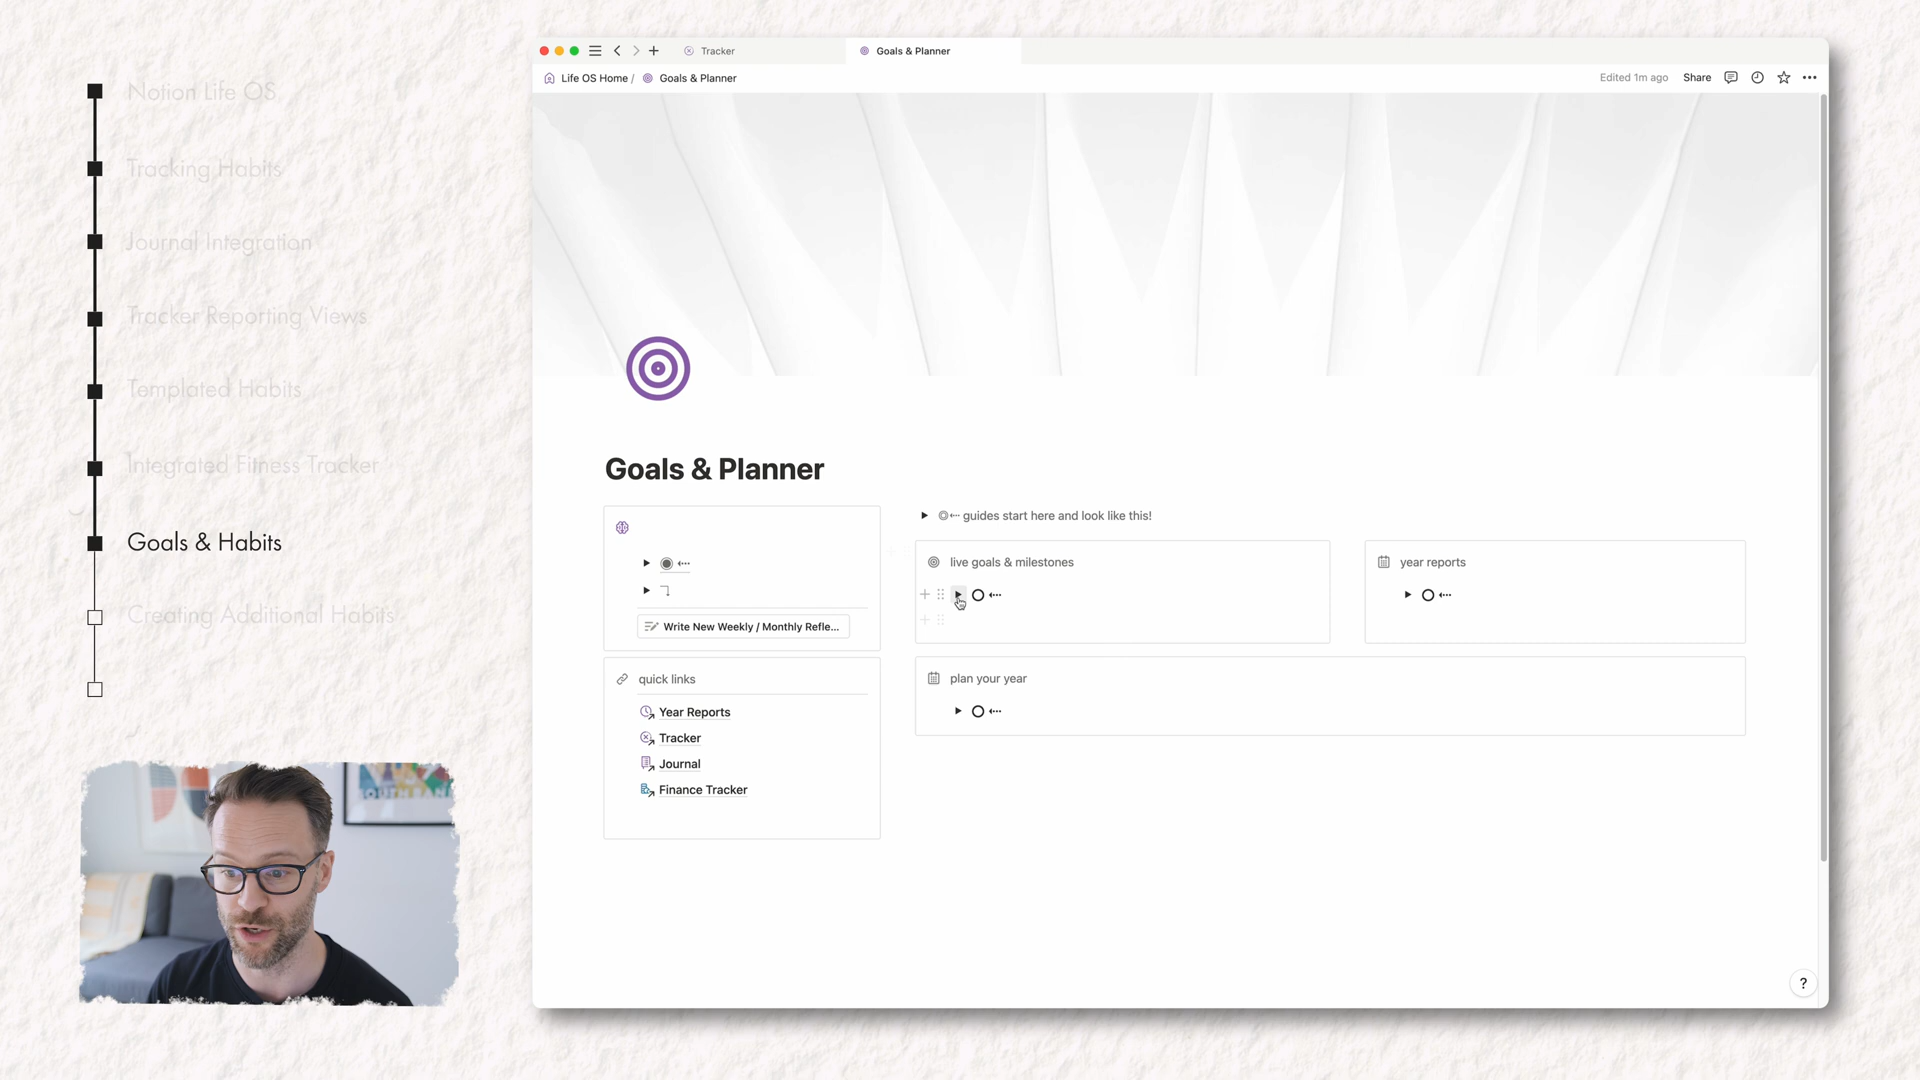 Notion Life OS
Tracking Habits
Journal Integration
Tracker Reporting Views
Templated Habits
Integrated Fitness Tracker
Goals & Habits
Creating Additional Habits
Tracker
Goals & Planner
Life OS Home / Goals & Planner
Edited 1m ago
Share
Goals & Planner
Write New Weekly / Monthly Refle...
quick links
Year Reports
Tracker
Journal
Finance Tracker
guides start here and look like this!
live goals & milestones
year reports
plan your year
?
SOUTH BANK